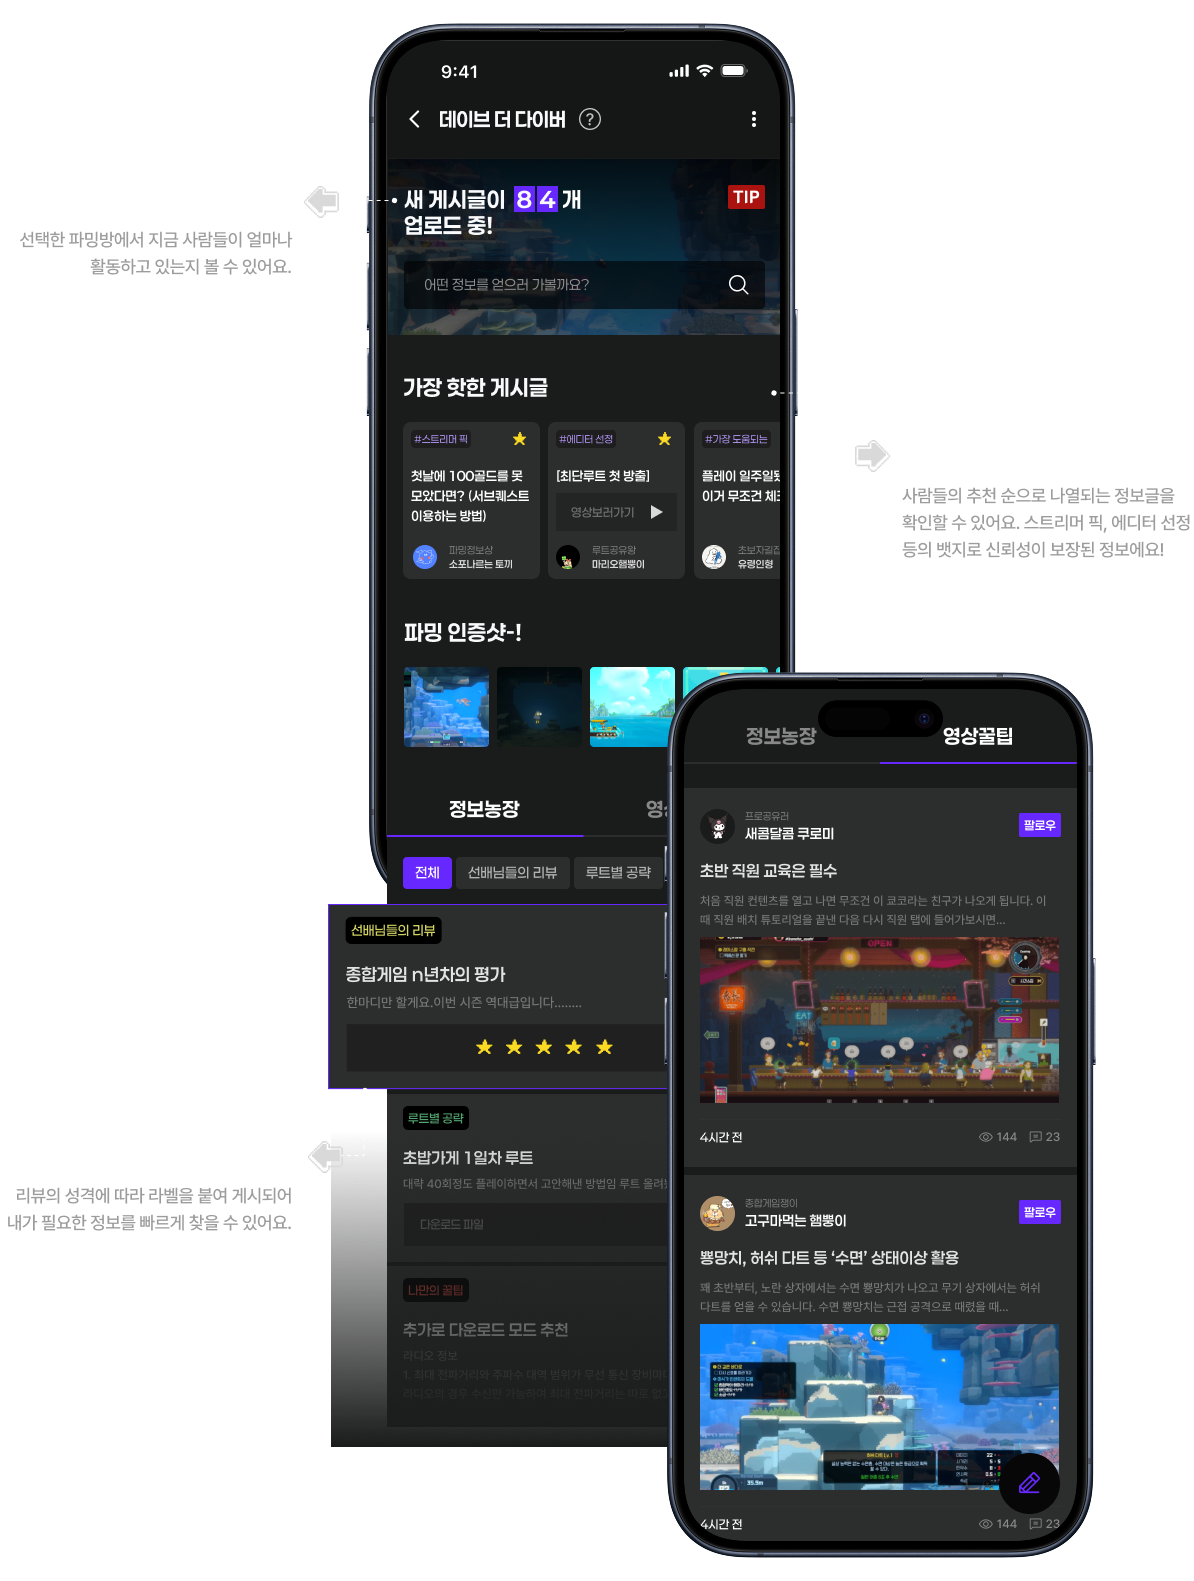 9:41
데이브 더 다이버 ?
새 게시글이 84개
업로드 중!
TIP
어떤 정보를 얻으러 가볼까요?
선택한 파밍방에서 지금 사람들이 얼마나
활동하고 있는지 볼 수 있어요.
가장 핫한 게시글
#스트리머 픽
첫날에 100골드를 못
모았다면? (서브퀘스트
이용하는 방법)
파밍정보상
소포나르는 토끼
#에디터 선정
[최단루트 첫 방출]
영상보러가기
루트공유왕
마리오햄뿡이
#가장 도움되는
플레이 일주일
이거 무조건
초보자길잡
유령인형
사람들의 추천 순으로 나열되는 정보글을
확인할 수 있어요. 스트리머 픽, 에디터 선정
등의 뱃지로 신뢰성이 보장된 정보에요!
파밍 인증샷-!
정보농장
전체
선배님들의 리뷰
루트별 공략
선배님들의 리뷰
종합게임 n년차의 평가
한마디만 할게요.이번 시즌 역대급입니다........
루트별 공략
초밥가게 1일차 루트
대략 40회정도 플레이하면서 고안해낸 방법임 루트 올려
다운로드 파일
나만의 꿀팁
추가로 다운로드 모드 추천
라디오 정보
1. 최대 전파거리와 주파수 대역 범위가 무선 통신 장비마다
라디오의 경우 수신만 가능하여 최대 전파거리는 따로 없
리뷰의 성격에 따라 라벨을 붙여 게시되어
내가 필요한 정보를 빠르게 찾을 수 있어요.
정보농장
영상꿀팁
프로공유러
새콤달콤 쿠로미
팔로우
초반 직원 교육은 필수
처음 직원 컨텐츠를 열고 나면 무조건 이 쿄코라는 친구가 나오게 됩니다. 이
때 직원 배치 튜토리얼을 끝낸 다음 다시 직원 탭에 들어가보시면...
OPEN
EAT
4시간 전
144
23
종합게임쟁이
고구마먹는 햄뿡이
팔로우
뿅망치, 허쉬 다트 등 ‘수면’ 상태이상 활용
꽤 초반부터, 노란 상자에서는 수면 뿅망치가 나오고 무기 상자에서는 허쉬
다트를 얻을 수 있습니다. 수면 뿅망치는 근접 공격으로 때렸을 때...
35.9m
4시간 전
144
23